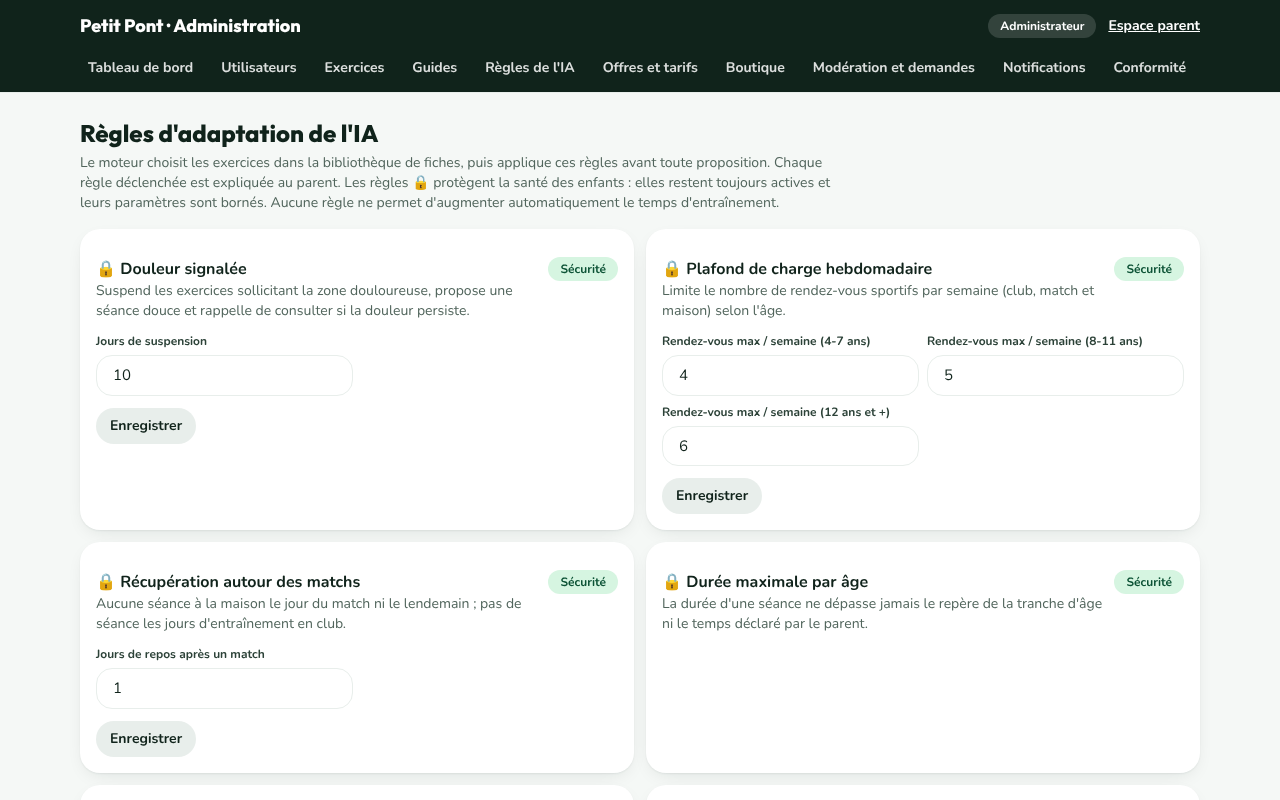 Petit Pont · Administration
Administrateur
Espace parent
Tableau de bord
Utilisateurs
Exercices
Guides
Règles de l'IA
Offres et tarifs
Boutique
Modération et demandes
Notifications
Conformité
Règles d'adaptation de l'IA
Le moteur choisit les exercices dans la bibliothèque de fiches, puis applique ces règles avant toute proposition. Chaque
règle déclenchée est expliquée au parent. Les règles 🔒 protègent la santé des enfants : elles restent toujours actives et
leurs paramètres sont bornés. Aucune règle ne permet d'augmenter automatiquement le temps d'entraînement.
🔒 Douleur signalée
Sécurité
Suspend les exercices sollicitant la zone douloureuse, propose une
séance douce et rappelle de consulter si la douleur persiste.
Jours de suspension
10
Enregistrer
🔒 Plafond de charge hebdomadaire
Sécurité
Limite le nombre de rendez-vous sportifs par semaine (club, match et
maison) selon l'âge.
Rendez-vous max / semaine (4-7 ans)
4
Rendez-vous max / semaine (8-11 ans)
5
Rendez-vous max / semaine (12 ans et +)
6
Enregistrer
🔒 Récupération autour des matchs
Sécurité
Aucune séance à la maison le jour du match ni le lendemain ; pas de
séance les jours d'entraînement en club.
Jours de repos après un match
1
Enregistrer
🔒 Durée maximale par âge
Sécurité
La durée d'une séance ne dépasse jamais le repère de la tranche d'âge
ni le temps déclaré par le parent.